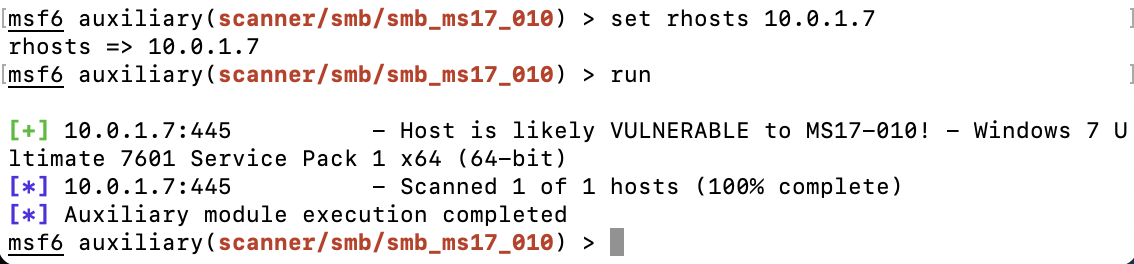 [msf6 auxiliary(scanner/smb/smb_ms17_010) > set rhosts 10.0.1.7 ]
rhosts => 10.0.1.7
[msf6 auxiliary(scanner/smb/smb_ms17_010) > run ]
[+] 10.0.1.7:445 - Host is likely VULNERABLE to MS17-010! - Windows 7 U
ltimate 7601 Service Pack 1 x64 (64-bit)
[*] 10.0.1.7:445 - Scanned 1 of 1 hosts (100% complete)
[*] Auxiliary module execution completed
msf6 auxiliary(scanner/smb/smb_ms17_010) >